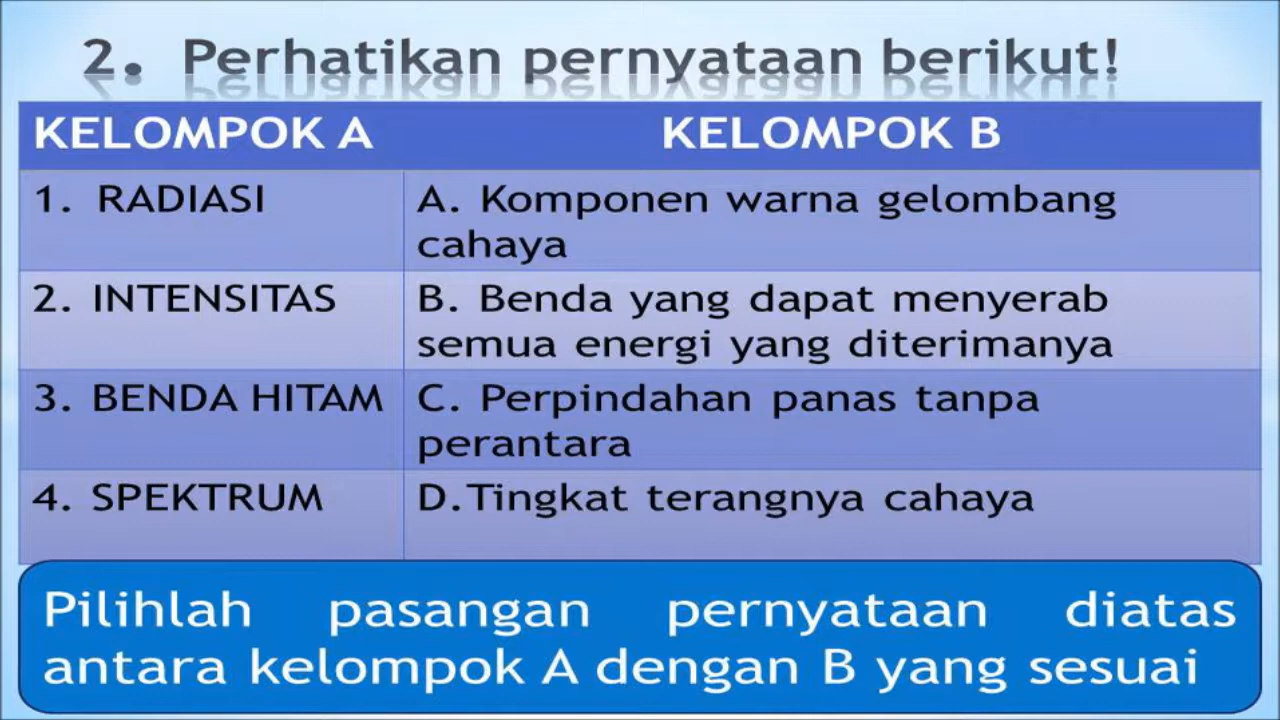 2. Perhatikan pernyataan berikut!
KELOMPOK A KELOMPOK B
1. RADIASI
A. Komponen warna gelombang
cahaya
2. INTENSITAS
B. Benda yang dapat menyerab
semua energi yang diterimanya
3. BENDA HITAM
C. Perpindahan panas tanpa
perantara
4. SPEKTRUM
D.Tingkat terangnya cahaya
Pilihlah pasangan pernyataan diatas
antara kelompok A dengan B yang sesuai